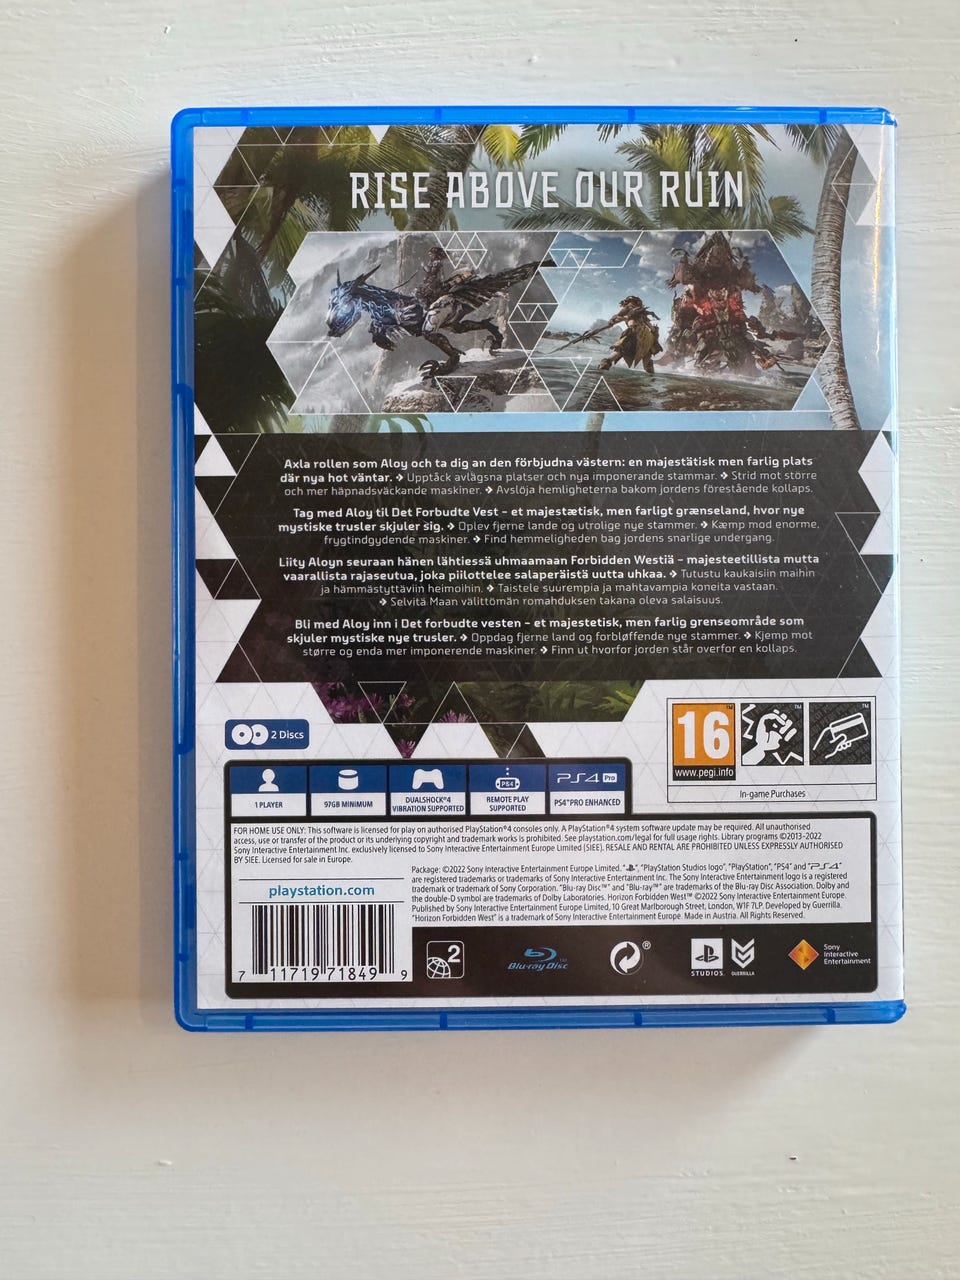 RISE ABOVE OUR RUIN
Axla rollen som Aloy och ta dig an den förbjudna västern: en majestätisk men farlig plats
där nya hot väntar. → Upptäck avlägsna platser och nya imponerande stammar. → Strid mot större
och mer häpnadsväckande maskiner. → Avslöja hemligheterna bakom jordens förestående kollaps.
Tag med Aloy til Det Forbudte Vest – et majestætisk, men farligt grænseland, hvor nye
mystiske trusler skjuler sig. → Oplev fjerne lande og utrolige nye stammer. → Kæmp mod enorme,
frygtindgydende maskiner. → Find hemmeligheden bag jordens snarlige undergang.
Liity Aloyn seuraan hänen lähtiessä uhmaamaan Forbidden Westiä – majesteetillista mutta
vaarallista rajaseutua, joka piilottelee salaperäistä uutta uhkaa. → Tutustu kaukaisiin maihin
ja hämmästyttäviin heimoihin. → Taistele suurempia ja mahtavampia koneita vastaan.
→ Selvitä Maan välittömän romahduksen takana oleva salaisuus.
Bli med Aloy inn i Det forbudte vesten – et majestetisk, men farlig grenseområde som
skjuler mystiske nye trusler. → Oppdag fjerne land og forbløffende nye stammer. → Kjemp mot
større og enda mer imponerende maskiner. → Finn ut hvorfor jorden står overfor en kollaps.
2 Discs
16
www.pegi.info
In-game Purchases
1 PLAYER
97GB MINIMUM
DUALSHOCK®4
VIBRATION SUPPORTED
PS4
REMOTE PLAY
SUPPORTED
PS4 Pro
PS4™PRO ENHANCED
FOR HOME USE ONLY: This software is licensed for play on authorised PlayStation®4 consoles only. A PlayStation®4 system software update may be required. All unauthorised
access, use or transfer of the product or its underlying copyright and trademark works is prohibited. See playstation.com/legal for full usage rights. Library programs ©2013-2022
Sony Interactive Entertainment Inc. exclusively licensed to Sony Interactive Entertainment Europe Limited (SIEE). RESALE AND RENTAL ARE PROHIBITED UNLESS EXPRESSLY AUTHORISED
BY SIEE. Licensed for sale in Europe.
Package: ©2022 Sony Interactive Entertainment Europe Limited. "PS", "PlayStation Studios logo", "PlayStation", "PS4" and "PS4"
are registered trademarks or trademarks of Sony Interactive Entertainment Inc. The Sony Interactive Entertainment logo is a registered
trademark or trademark of Sony Corporation. "Blu-ray Disc™" and "Blu-ray™" are trademarks of the Blu-ray Disc Association. Dolby and
the double-D symbol are trademarks of Dolby Laboratories. Horizon Forbidden West™ ©2022 Sony Interactive Entertainment Europe.
Published by Sony Interactive Entertainment Europe Limited, 10 Great Marlborough Street, London, W1F 7LP. Developed by Guerrilla.
"Horizon Forbidden West" is a trademark of Sony Interactive Entertainment Europe. Made in Austria. All Rights Reserved.
playstation.com
7 11719 71849 9
2
Blu-ray Disc™
®
STUDIOS
GUERRILLA
Sony
Interactive
Entertainment